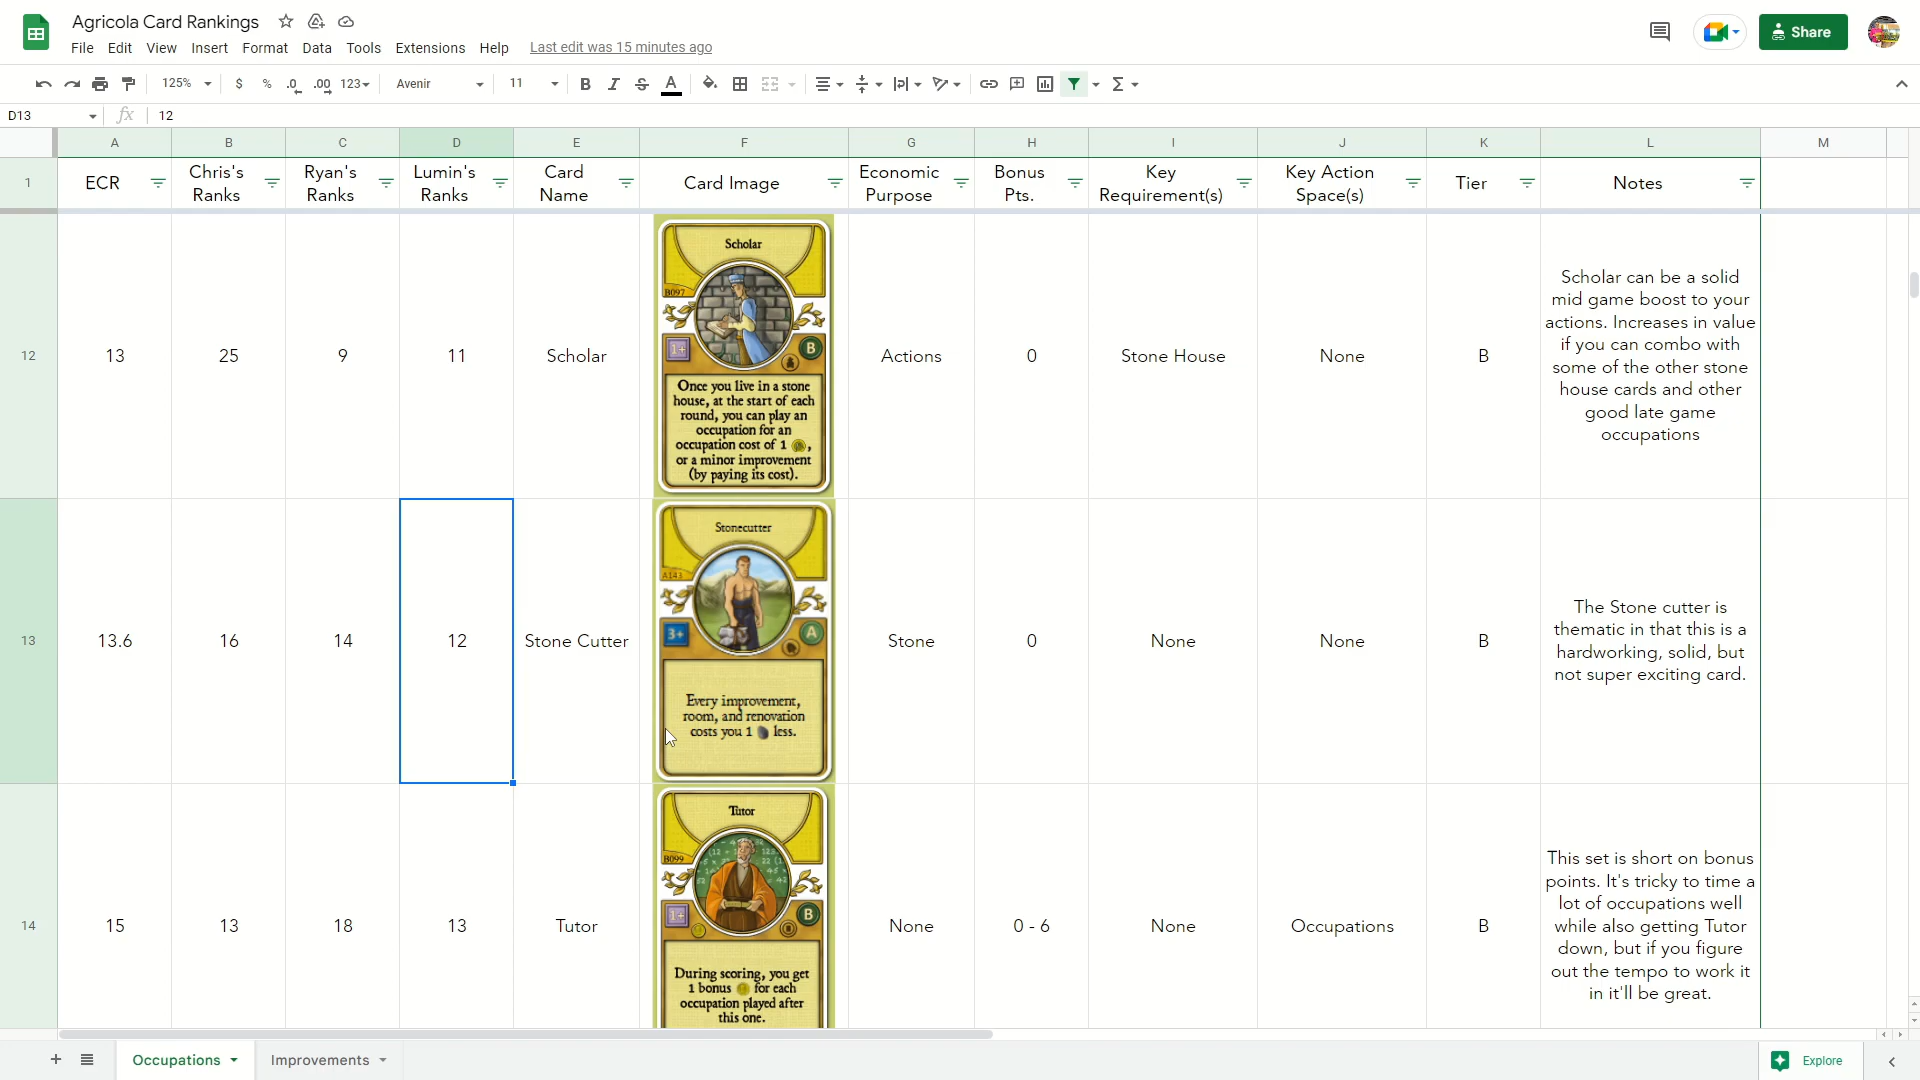 Agricola Card Rankings
File Edit View Insert Format Data Tools Extensions Help Last edit was 15 minutes ago
Share
125% $ % .0 .00 123 Avenir 11 B I S A Σ
D13 fx 12
A B C D E F G H I J K L M
1 ECR Chris's Ranks Ryan's Ranks Lumin's Ranks Card Name Card Image Economic Purpose Bonus Pts. Key Requirement(s) Key Action Space(s) Tier Notes
12 13 25 9 11 Scholar
Scholar
B097
1+ B
Once you live in a stone
house, at the start of each
round, you can play an
occupation for an
occupation cost of 1 ,
or a minor improvement
(by paying its cost).
Actions 0 Stone House None B
Scholar can be a solid
mid game boost to your
actions. Increases in value
if you can combo with
some of the other stone
house cards and other
good late game
occupations
13 13.6 16 14 12 Stone Cutter
Stonecutter
A143
3+ A
Every improvement,
room, and renovation
costs you 1 less.
Stone 0 None None B
The Stone cutter is
thematic in that this is a
hardworking, solid, but
not super exciting card.
14 15 13 18 13 Tutor
Tutor
B099
1+ B
During scoring, you get
1 bonus for each
occupation played after
this one.
None 0 - 6 None Occupations B
This set is short on bonus
points. It's tricky to time a
lot of occupations well
while also getting Tutor
down, but if you figure
out the tempo to work it
in it'll be great.
Occupations Improvements Explore